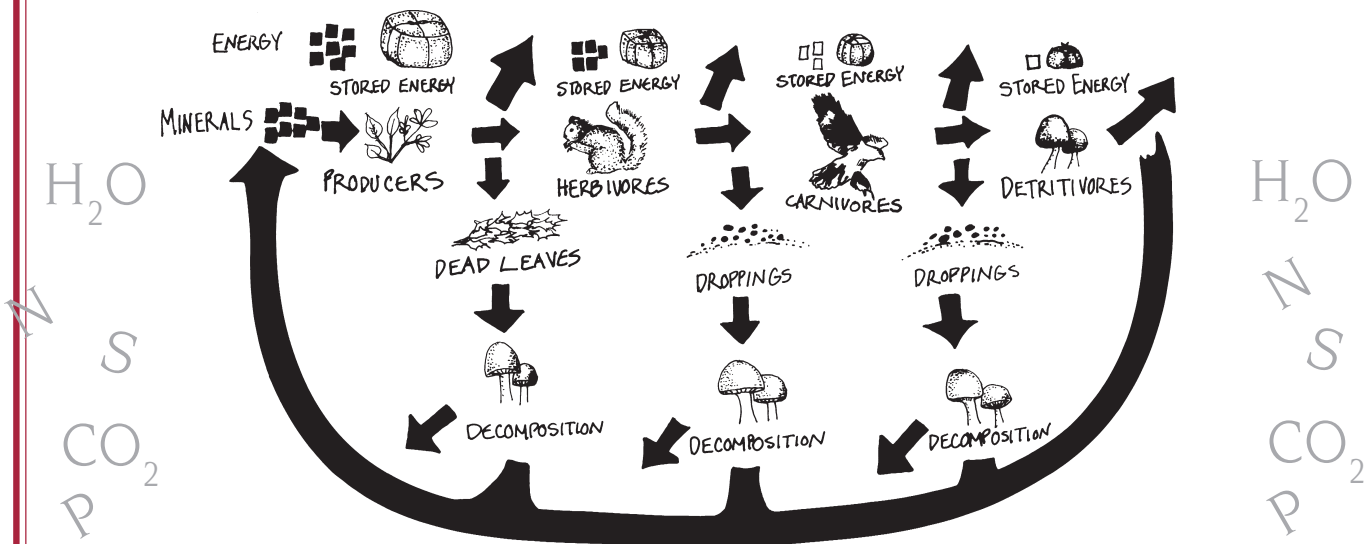 ENERGY
STORED ENERGY
STORED ENERGY
STORED ENERGY
STORED ENERGY
MINERALS
PRODUCERS
HERBIVORES
CARNIVORES
DETRITIVORES
H2O
H2O
DEAD LEAVES
DROPPINGS
DROPPINGS
N
N
S
S
DECOMPOSITION
DECOMPOSITION
DECOMPOSITION
CO2
CO2
P
P